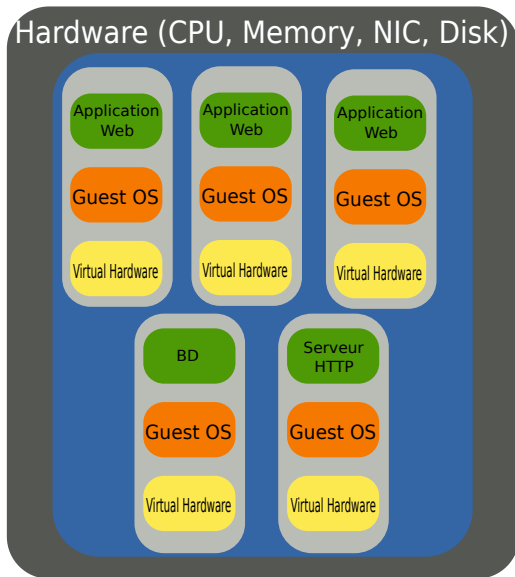 Hardware (CPU, Memory, NIC, Disk)
Application
Web
Guest OS
Virtual Hardware
Application
Web
Guest OS
Virtual Hardware
Application
Web
Guest OS
Virtual Hardware
BD
Guest OS
Virtual Hardware
Serveur
HTTP
Guest OS
Virtual Hardware